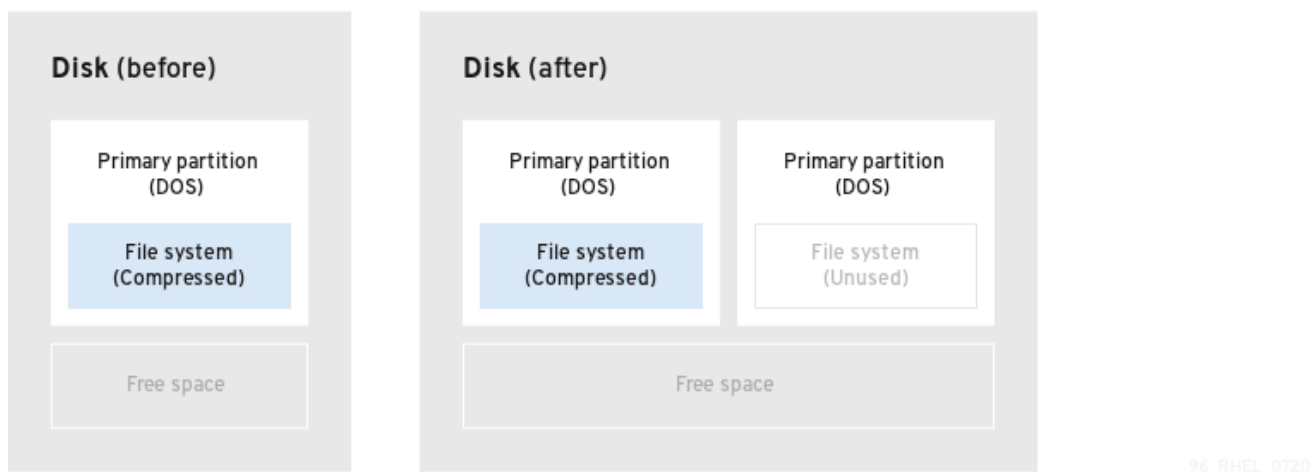 Disk (before)
Primary partition
(DOS)
File system
(Compressed)
Free space
Disk (after)
Primary partition
(DOS)
File system
(Compressed)
Primary partition
(DOS)
File system
(Unused)
Free space
96_RHEL_0720